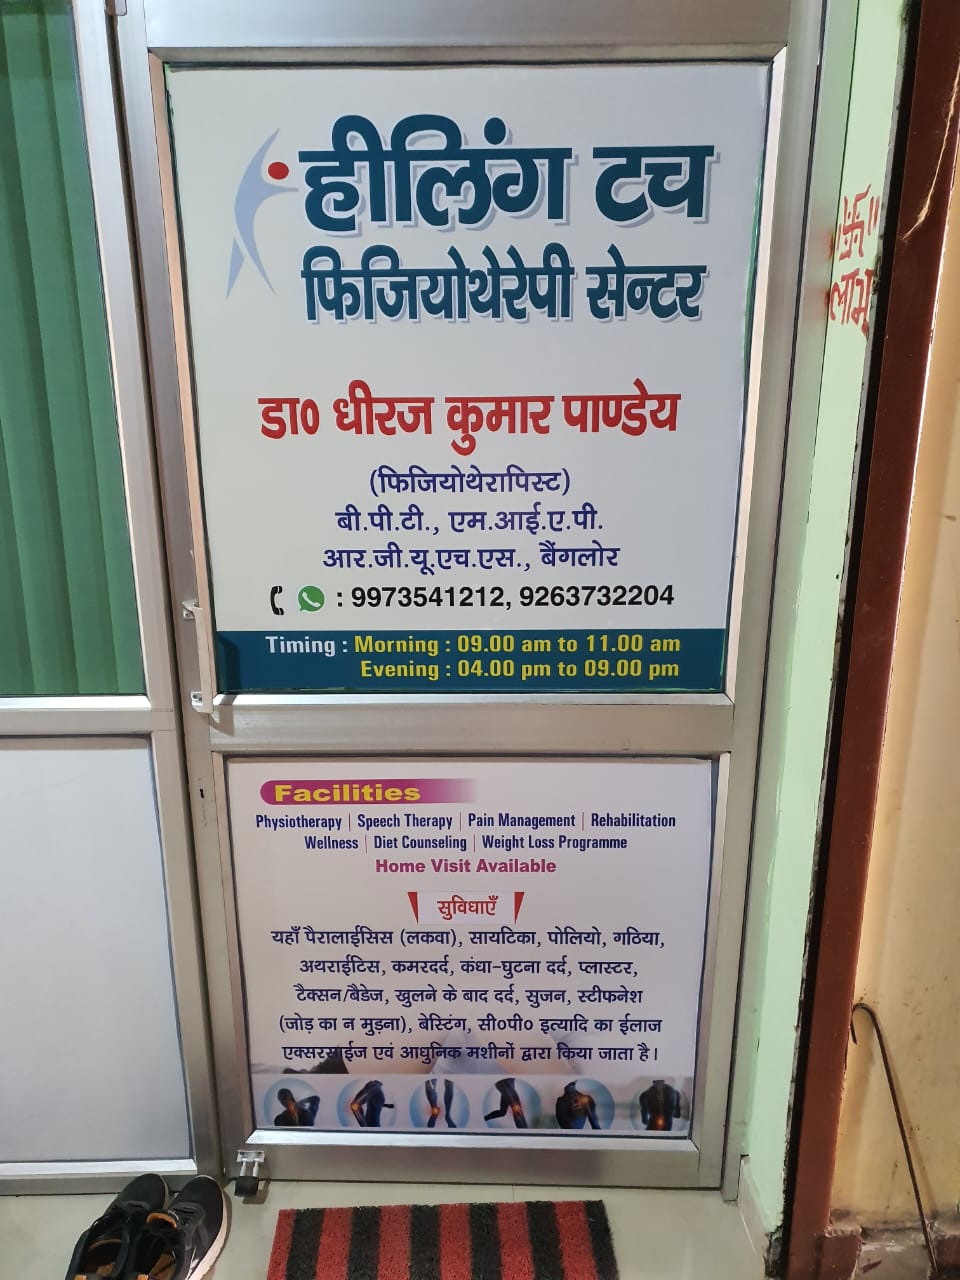 हीलिंग टच
फिजियोथेरेपी सेन्टर
डा० धीरज कुमार पाण्डेय
(फिजियोथेरापिस्ट)
बी.पी.टी., एम.आई.ए.पी.
आर.जी.यू.एच.एस., बैंगलोर
: 9973541212, 9263732204
Timing : Morning : 09.00 am to 11.00 am
Evening : 04.00 pm to 09.00 pm
Facilities
Physiotherapy | Speech Therapy | Pain Management | Rehabilitation
Wellness | Diet Counseling | Weight Loss Programme
Home Visit Available
सुविधाएँ
यहाँ पैरालाईसिस (लकवा), सायटिका, पोलियो, गठिया,
अथराईटिस, कमरदर्द, कंधा-घुटना दर्द, प्लास्टर,
टैक्सन/बैडेज, खुलने के बाद दर्द, सुजन, स्टीफनेश
(जोड़ का न मुड़ना), बेस्टिंग, सी०पी० इत्यादि का ईलाज
एक्सरसाईज एवं आधुनिक मशीनों द्वारा किया जाता है।
लाभ